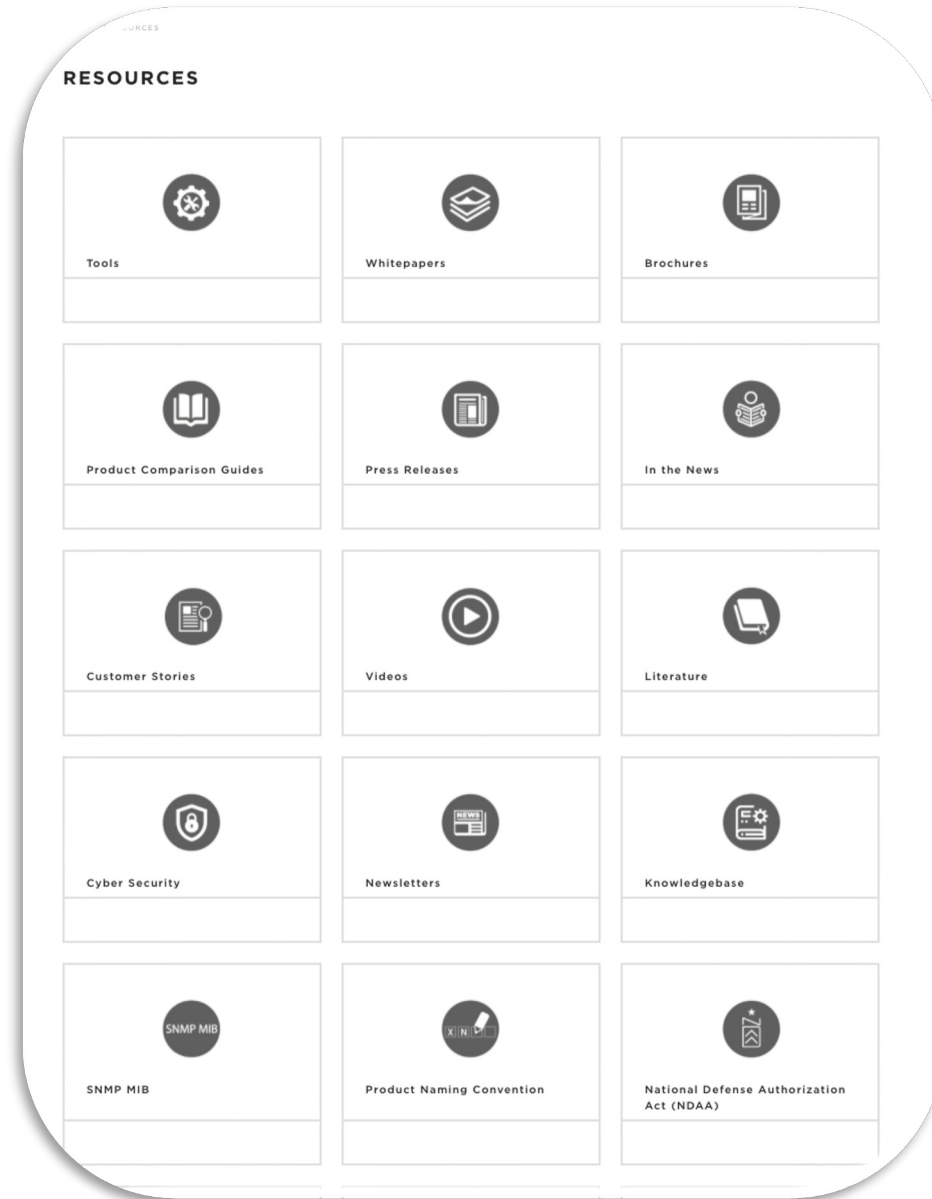 RESOURCES
Tools
Whitepapers
Brochures
Product Comparison Guides
Press Releases
In the News
Customer Stories
Videos
Literature
NEWS
Cyber Security
Newsletters
Knowledgebase
SNMP MIB
X N
SNMP MIB
Product Naming Convention
National Defense Authorization
Act (NDAA)